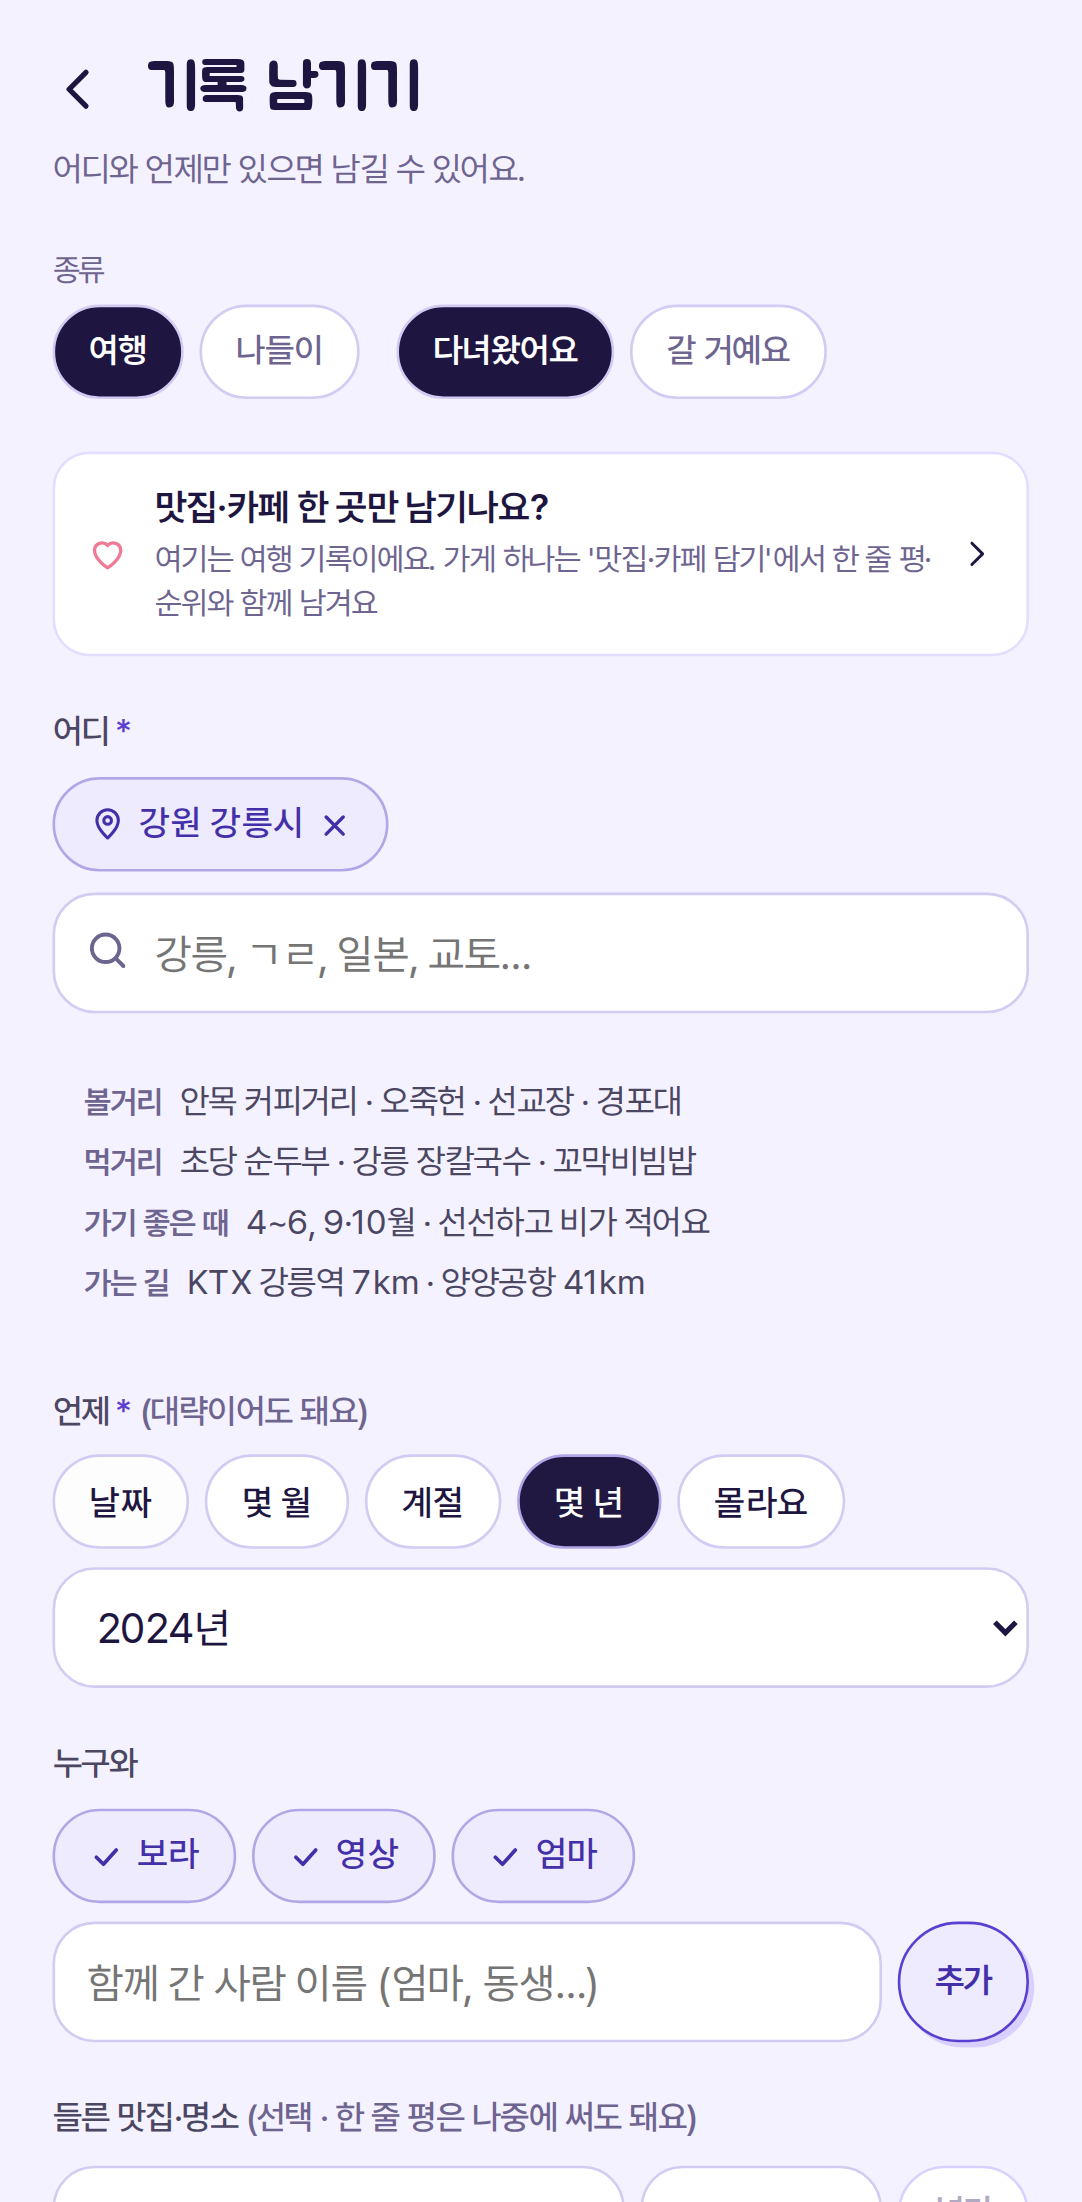 기록 남기기
어디와 언제만 있으면 남길 수 있어요.
종류
여행 나들이 다녀왔어요 갈 거예요
맛집·카페 한 곳만 남기나요?
여기는 여행 기록이에요. 가게 하나는 '맛집·카페 담기'에서 한 줄 평·
순위와 함께 남겨요
어디 *
강원 강릉시
강릉, ㄱㄹ, 일본, 교토...
볼거리 안목 커피거리 · 오죽헌 · 선교장 · 경포대
먹거리 초당 순두부 · 강릉 장칼국수 · 꼬막비빔밥
가기 좋은 때 4~6, 9·10월 · 선선하고 비가 적어요
가는 길 KTX 강릉역 7km · 양양공항 41km
언제 * (대략이어도 돼요)
날짜 몇 월 계절 몇 년 몰라요
2024년
누구와
보라 영상 엄마
함께 간 사람 이름 (엄마, 동생...) 추가
들른 맛집·명소 (선택 · 한 줄 평은 나중에 써도 돼요)